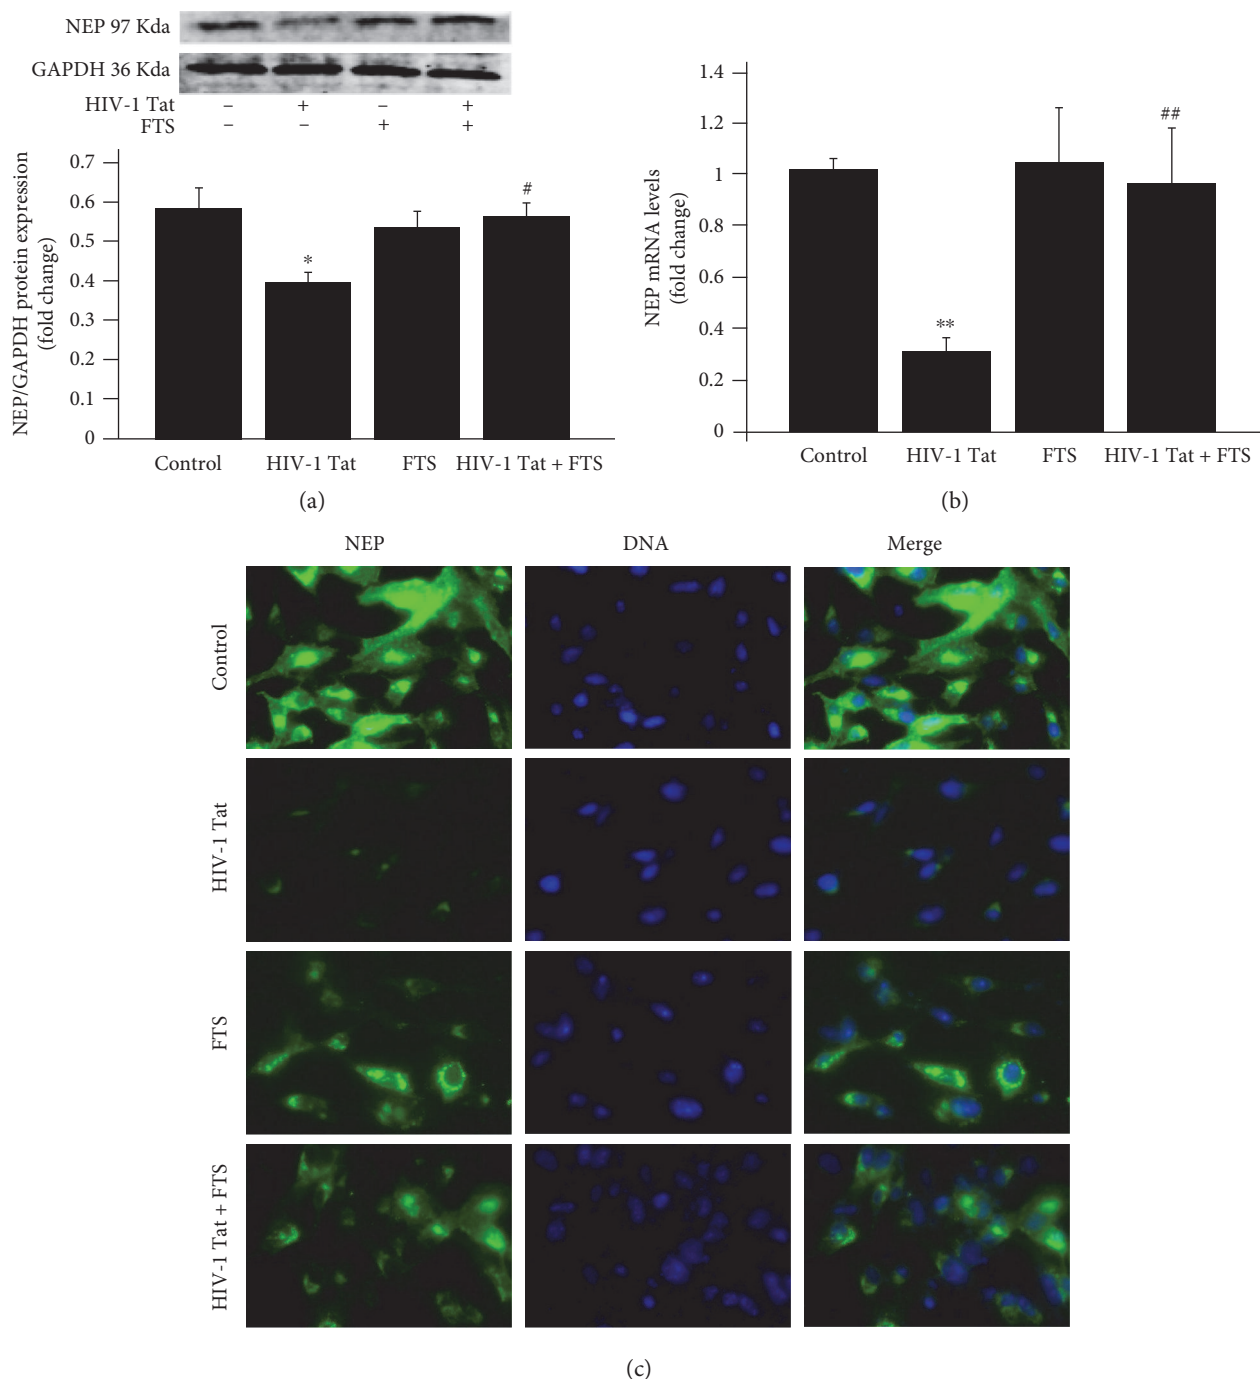 NEP 97 Kda
GAPDH 36 Kda
HIV-1 Tat − + − +
FTS − − + +
NEP/GAPDH protein expression
(fold change)
0.7
0.6
0.5
0.4
0.3
0.2
0.1
0
*
#
Control HIV-1 Tat FTS HIV-1 Tat + FTS
(a)
NEP mRNA levels
(fold change)
1.4
1.2
1
0.8
0.6
0.4
0.2
0
**
##
Control HIV-1 Tat FTS HIV-1 Tat + FTS
(b)
NEP DNA Merge
Control
HIV-1 Tat
FTS
HIV-1 Tat + FTS
(c)